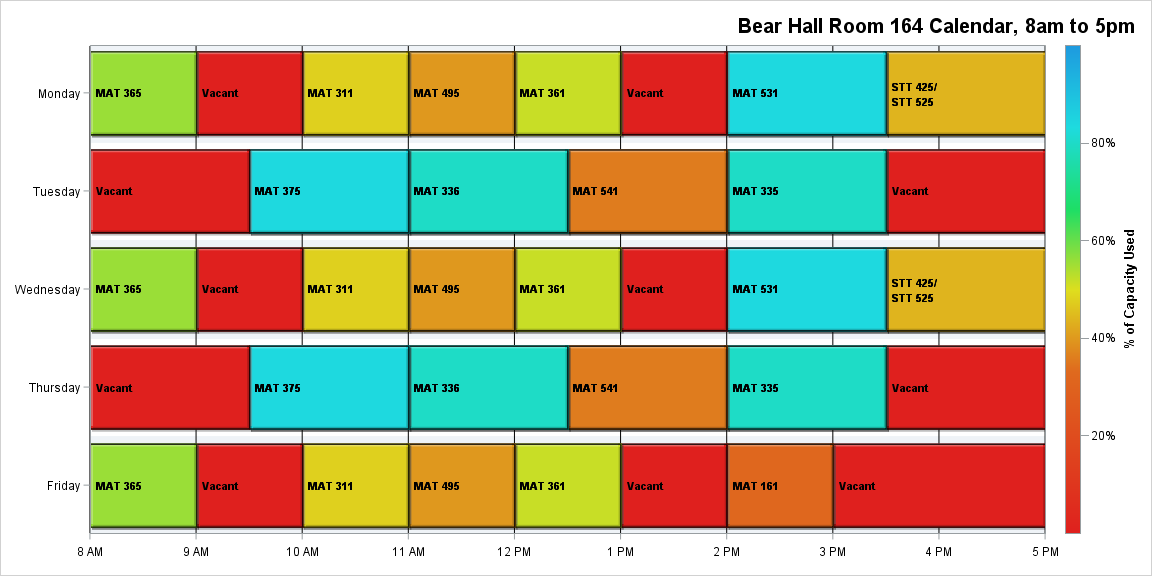 Bear Hall Room 164 Calendar, 8am to 5pm
Monday
MAT 365
Vacant
MAT 311
MAT 495
MAT 361
Vacant
MAT 531
STT 425/
STT 525
Tuesday
Vacant
MAT 375
MAT 336
MAT 541
MAT 335
Vacant
Wednesday
MAT 365
Vacant
MAT 311
MAT 495
MAT 361
Vacant
MAT 531
STT 425/
STT 525
Thursday
Vacant
MAT 375
MAT 336
MAT 541
MAT 335
Vacant
Friday
MAT 365
Vacant
MAT 311
MAT 495
MAT 361
Vacant
MAT 161
Vacant
8 AM
9 AM
10 AM
11 AM
12 PM
1 PM
2 PM
3 PM
4 PM
5 PM
80%
60%
40%
20%
% of Capacity Used